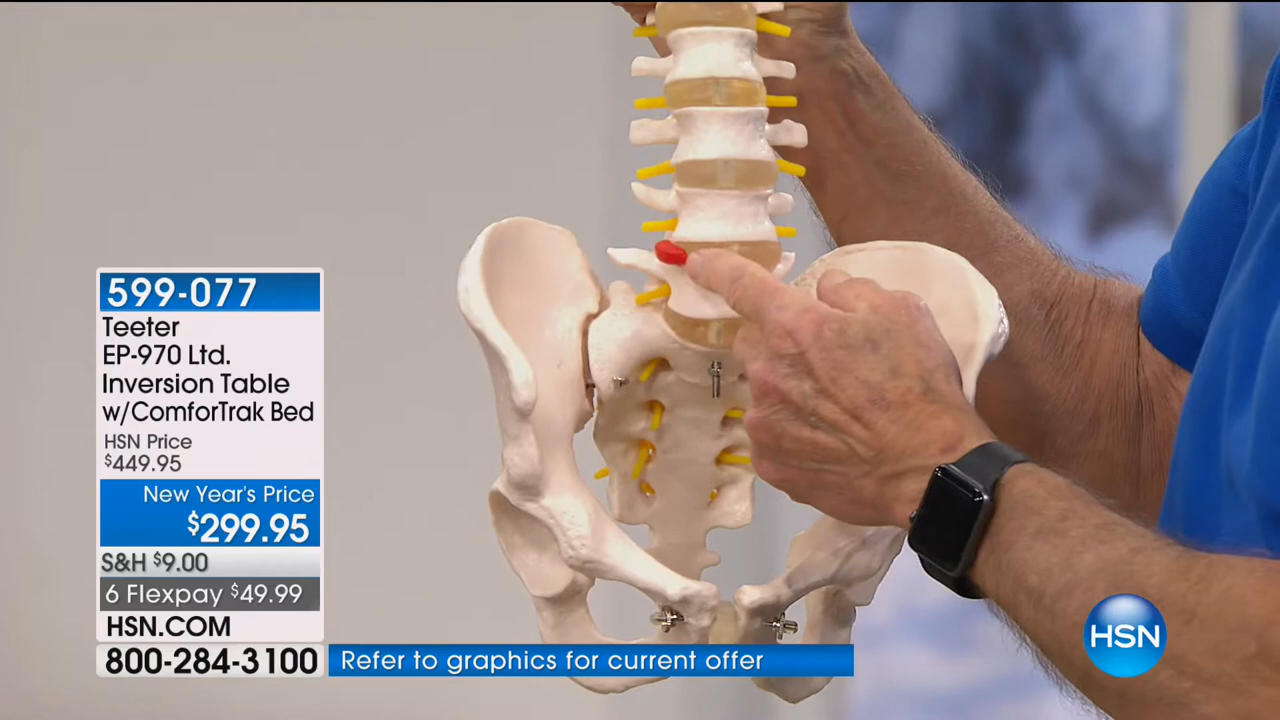 599-077
Teeter
EP-970 Ltd.
Inversion Table
w/ComforTrak Bed
HSN Price
$449.95
New Year's Price
$299.95
S&H $9.00
6 Flexpay $49.99
HSN.COM
800-284-3100
Refer to graphics for current offer
HSN